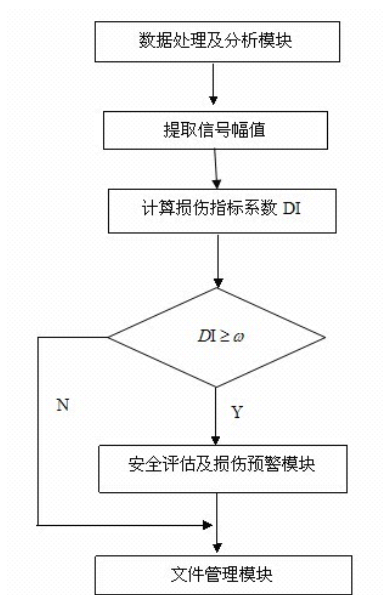 数据处理及分析模块
提取信号幅值
计算损伤指标系数 DI
DI ≥ ω
N
Y
安全评估及损伤预警模块
文件管理模块